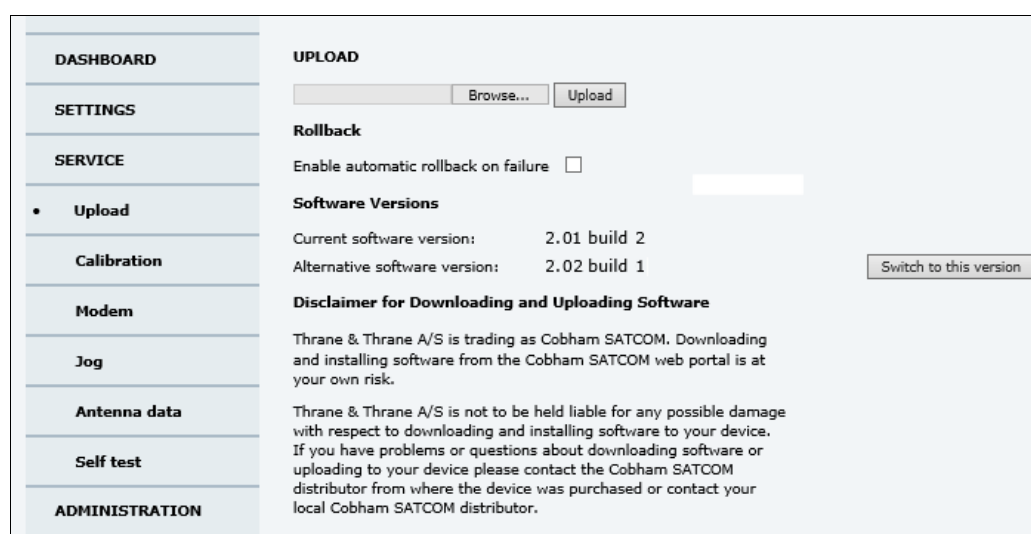 DASHBOARD
SETTINGS
SERVICE
• Upload
Calibration
Modem
Jog
Antenna data
Self test
ADMINISTRATION
UPLOAD
Browse... Upload
Rollback
Enable automatic rollback on failure
Software Versions
Current software version: 2.01 build 2
Alternative software version: 2.02 build 1 Switch to this version
Disclaimer for Downloading and Uploading Software
Thrane & Thrane A/S is trading as Cobham SATCOM. Downloading
and installing software from the Cobham SATCOM web portal is at
your own risk.
Thrane & Thrane A/S is not to be held liable for any possible damage
with respect to downloading and installing software to your device.
If you have problems or questions about downloading software or
uploading to your device please contact the Cobham SATCOM
distributor from where the device was purchased or contact your
local Cobham SATCOM distributor.